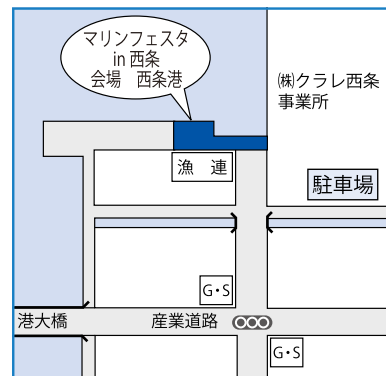 マリンフェスタ
in 西条
会場　西条港
㈱クラレ西条
事業所
漁　連
駐車場
G・S
港大橋
産業道路
G・S